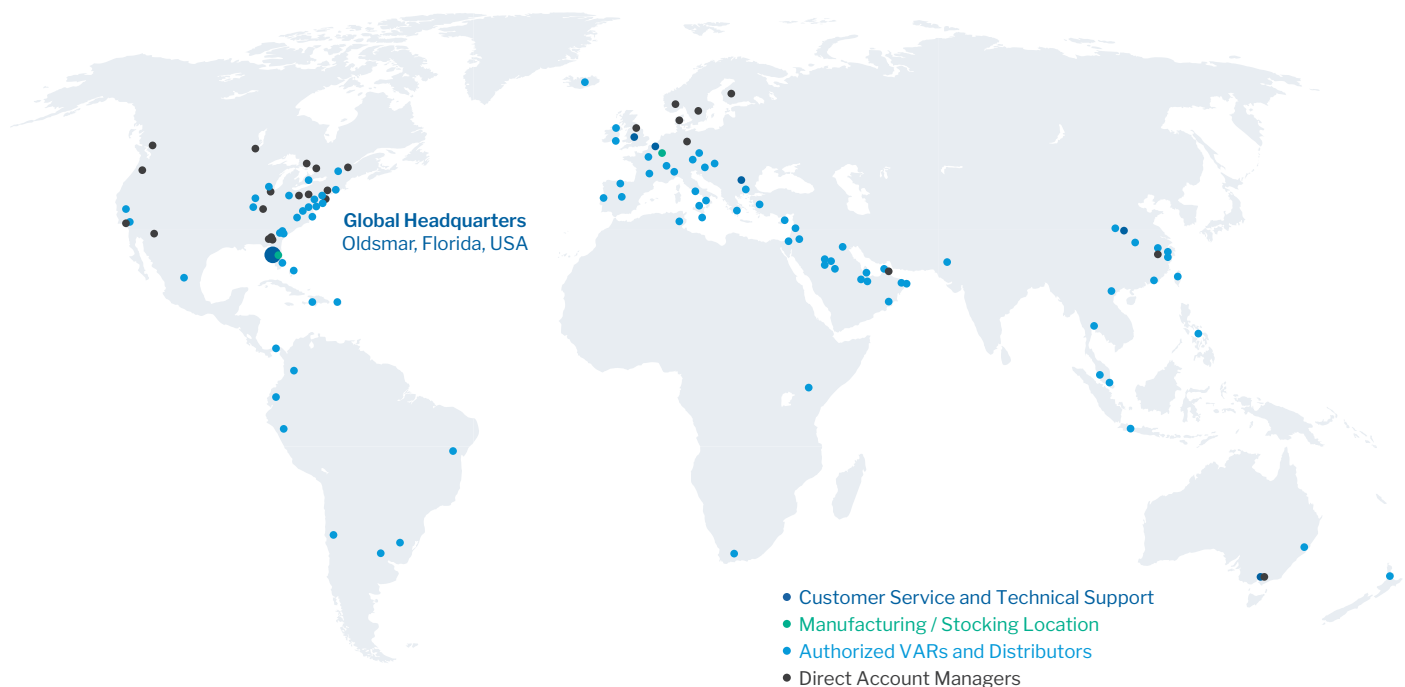 Global Headquarters
Oldsmar, Florida, USA
Customer Service and Technical Support
Manufacturing / Stocking Location
Authorized VARs and Distributors
Direct Account Managers